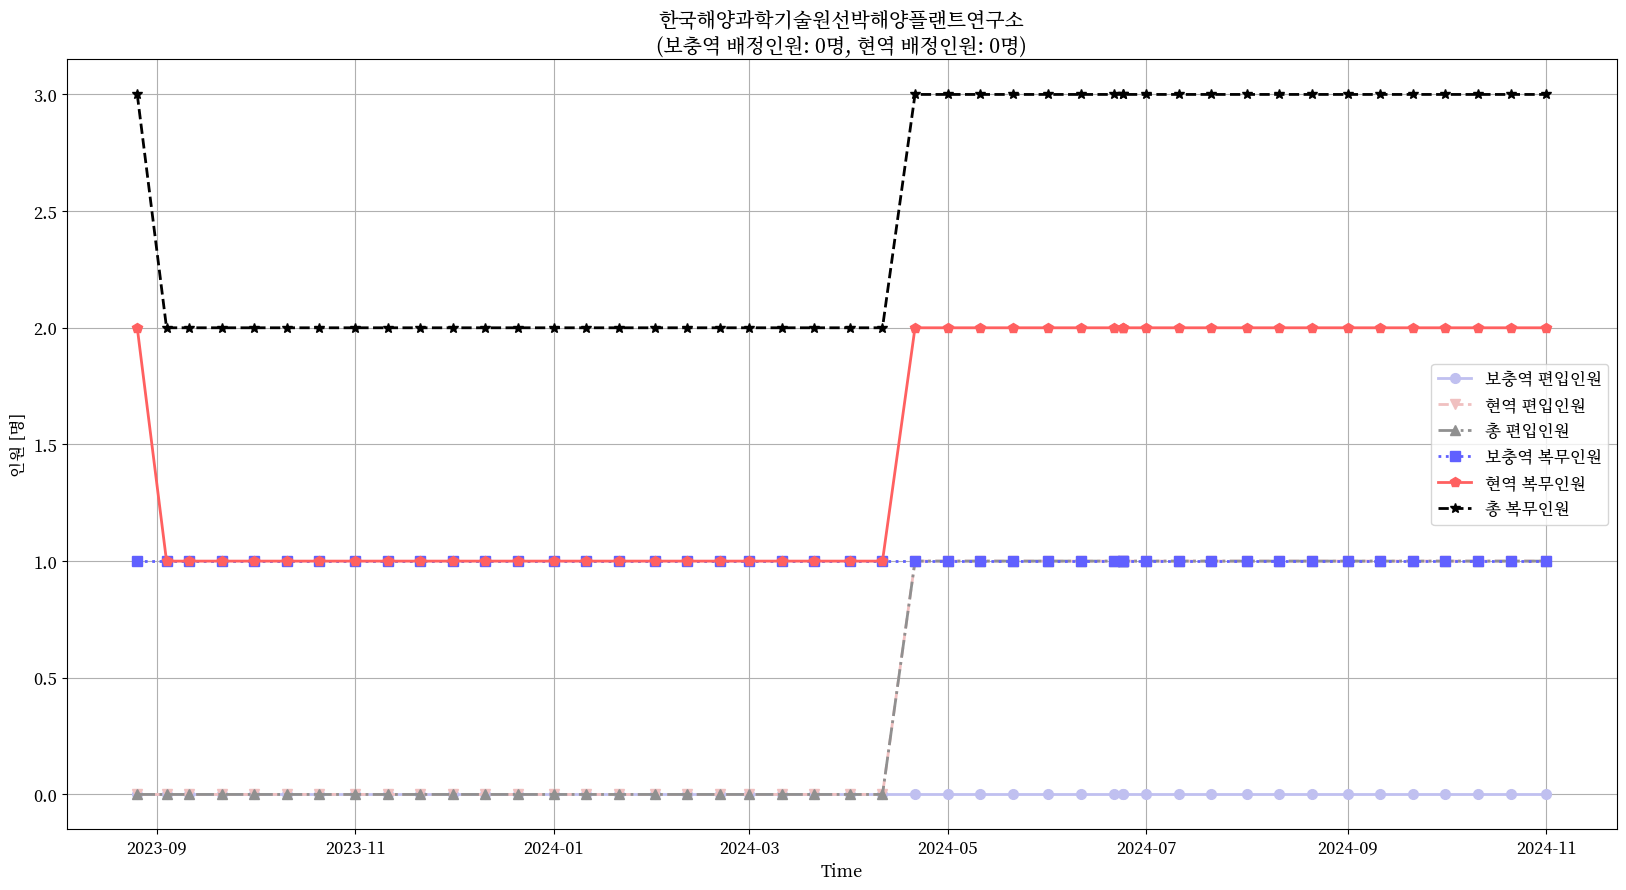 한국해양과학기술원선박해양플랜트연구소
(보충역 배정인원: 0명, 현역 배정인원: 0명)
3.0
2.5
2.0
1.5
1.0
0.5
0.0
인원 [명]
보충역 편입인원
현역 편입인원
총 편입인원
보충역 복무인원
현역 복무인원
총 복무인원
2023-09
2023-11
2024-01
2024-03
2024-05
2024-07
2024-09
2024-11
Time